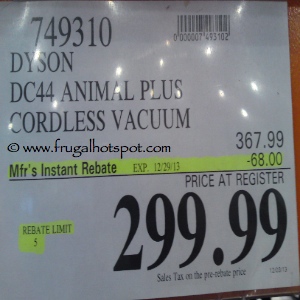 749310
0000007493102
DYSON
DC44 ANIMAL PLUS
CORDLESS VACUUM
367.99
© www.frugalhotspot.com
Mfr's Instant Rebate EXP. 12/29/13 -68.00
PRICE AT REGISTER
299.99
REBATE LIMIT
5
Sales Tax on the pre-rebate price